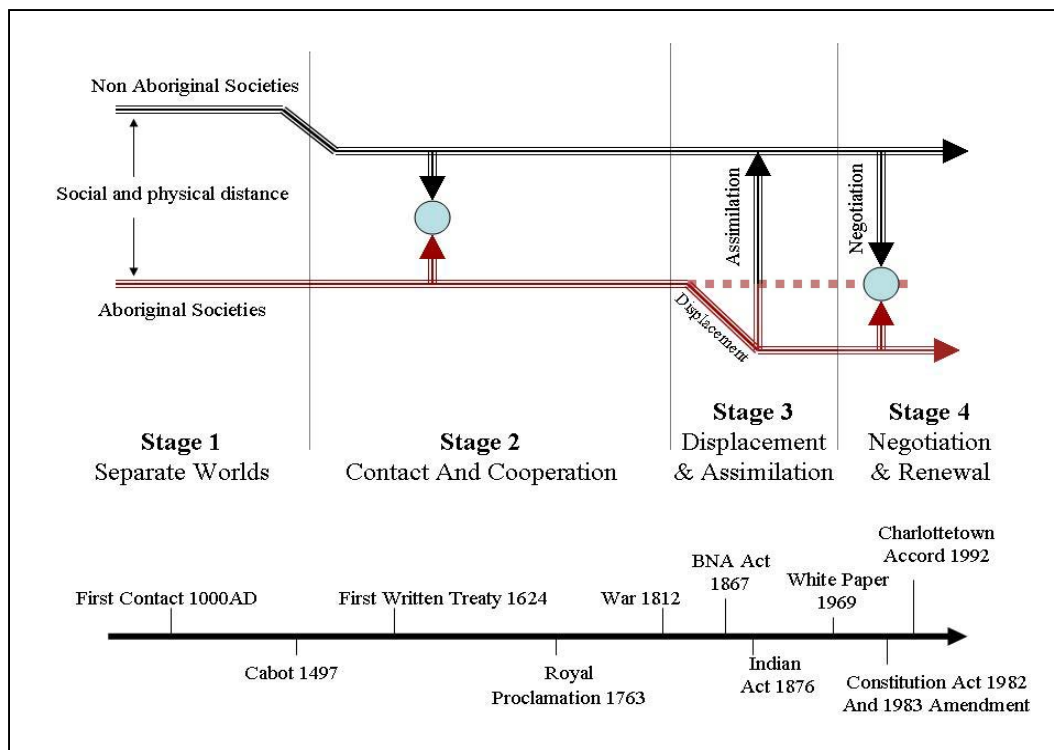 Non Aboriginal Societies
Social and physical distance
Aboriginal Societies
Displacement
Assimilation
Negotiation
Stage 1
Separate Worlds
Stage 2
Contact And Cooperation
Stage 3
Displacement
& Assimilation
Stage 4
Negotiation
& Renewal
First Contact 1000AD
Cabot 1497
First Written Treaty 1624
Royal
Proclamation 1763
War 1812
BNA Act
1867
Indian
Act 1876
White Paper
1969
Constitution Act 1982
And 1983 Amendment
Charlottetown
Accord 1992